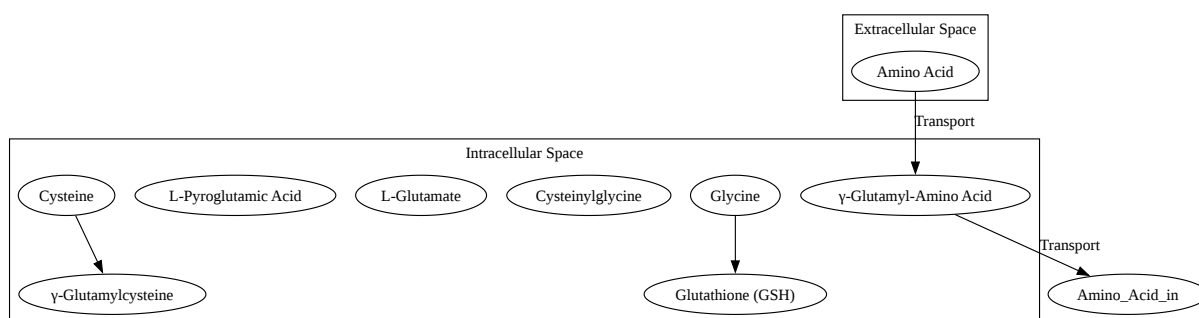 Extracellular Space
Amino Acid
Transport
Intracellular Space
Cysteine
L-Pyroglutamic Acid
L-Glutamate
Cysteinylglycine
Glycine
γ-Glutamyl-Amino Acid
Transport
γ-Glutamylcysteine
Glutathione (GSH)
Amino_Acid_in